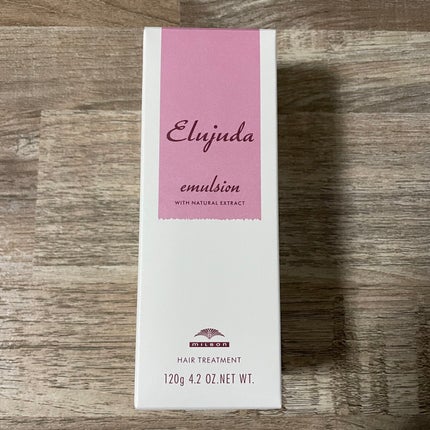 Elujuda
emulsion
WITH NATURAL EXTRACT
milbon
HAIR TREATMENT
120g 4.2 OZ.NET WT.